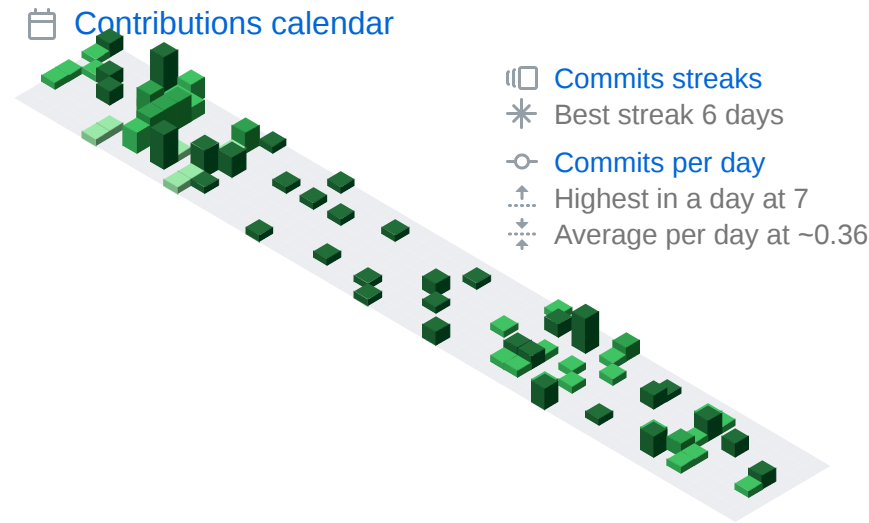 Contributions calendar
Commits streaks
Best streak 6 days
Commits per day
Highest in a day at 7
Average per day at ~0.36